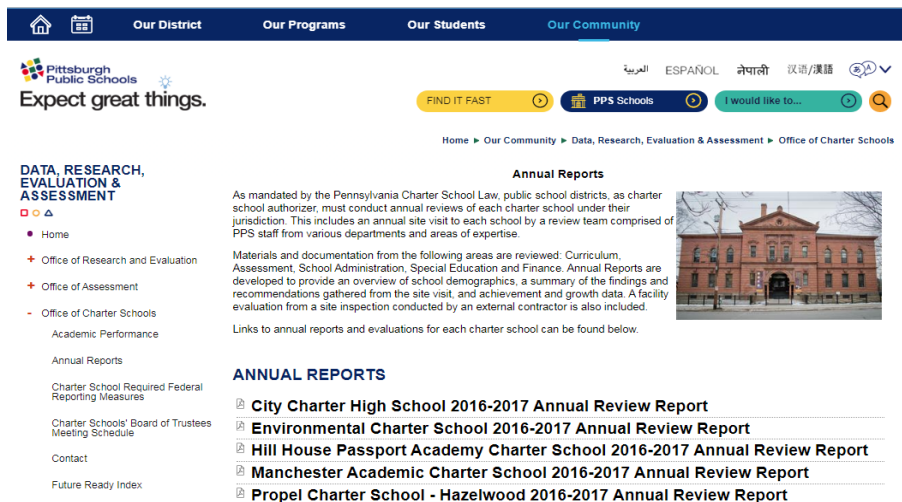 Our District
Our Programs
Our Students
Our Community
Pittsburgh
Public Schools
Expect great things.
العربية
ESPAÑOL
नेपाली
汉语/漢語
FIND IT FAST
PPS Schools
I would like to...
Home ► Our Community ► Data, Research, Evaluation & Assessment ► Office of Charter Schools
DATA, RESEARCH,
EVALUATION &
ASSESSMENT
Home
Office of Research and Evaluation
Office of Assessment
Office of Charter Schools
Academic Performance
Annual Reports
Charter School Required Federal
Reporting Measures
Charter Schools' Board of Trustees
Meeting Schedule
Contact
Future Ready Index
Annual Reports
As mandated by the Pennsylvania Charter School Law, public school districts, as charter
school authorizer, must conduct annual reviews of each charter school under their
jurisdiction. This includes an annual site visit to each school by a review team comprised of
PPS staff from various departments and areas of expertise.
Materials and documentation from the following areas are reviewed: Curriculum,
Assessment, School Administration, Special Education and Finance. Annual Reports are
developed to provide an overview of school demographics, a summary of the findings and
recommendations gathered from the site visit, and achievement and growth data. A facility
evaluation from a site inspection conducted by an external contractor is also included.
Links to annual reports and evaluations for each charter school can be found below.
ANNUAL REPORTS
City Charter High School 2016-2017 Annual Review Report
Environmental Charter School 2016-2017 Annual Review Report
Hill House Passport Academy Charter School 2016-2017 Annual Review Report
Manchester Academic Charter School 2016-2017 Annual Review Report
Propel Charter School - Hazelwood 2016-2017 Annual Review Report